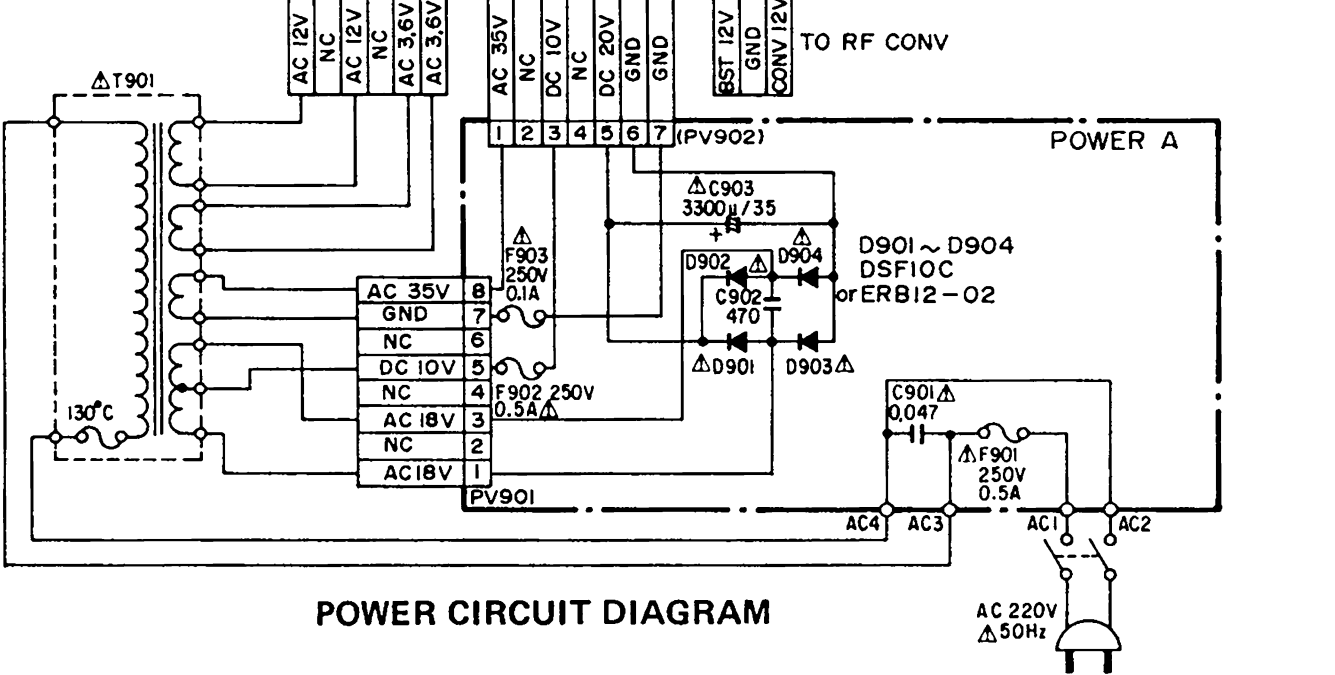 AC 12V
NC
AC 12V
NC
AC 3.6V
AC 3.6V
AC 35V
NC
DC 10V
NC
DC 20V
GND
GND
BST 12V
GND
CONV 12V
TO RF CONV
⚠T901
1 2 3 4 5 6 7 (PV902)
POWER A
⚠C903
3300μ/35
+
⚠
F903
250V
0.1A
D902 ⚠
⚠
D904
D901~D904
DSF10C
or ERB12-02
C902
470
⚠D901
D903⚠
AC 35V 8
GND 7
NC 6
DC 10V 5
NC 4
AC 18V 3
NC 2
AC18V 1
PV901
F902 250V
0.5A⚠
130°C
C901⚠
0,047
⚠F901
250V
0.5A
AC4 AC3 AC1 AC2
AC 220V
⚠50Hz
POWER CIRCUIT DIAGRAM